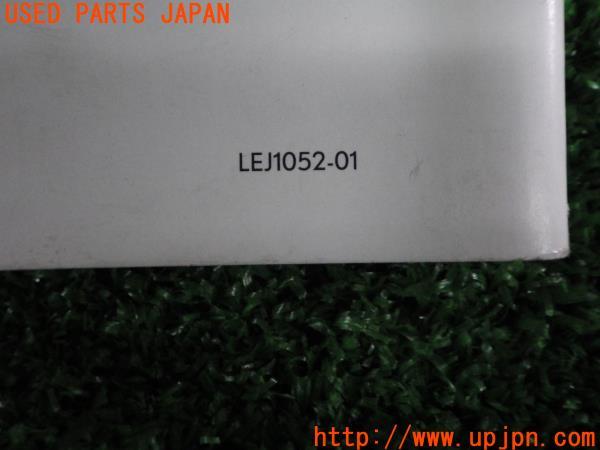 USED PARTS JAPAN
LEJ1052-01
http://www.upjpn.com